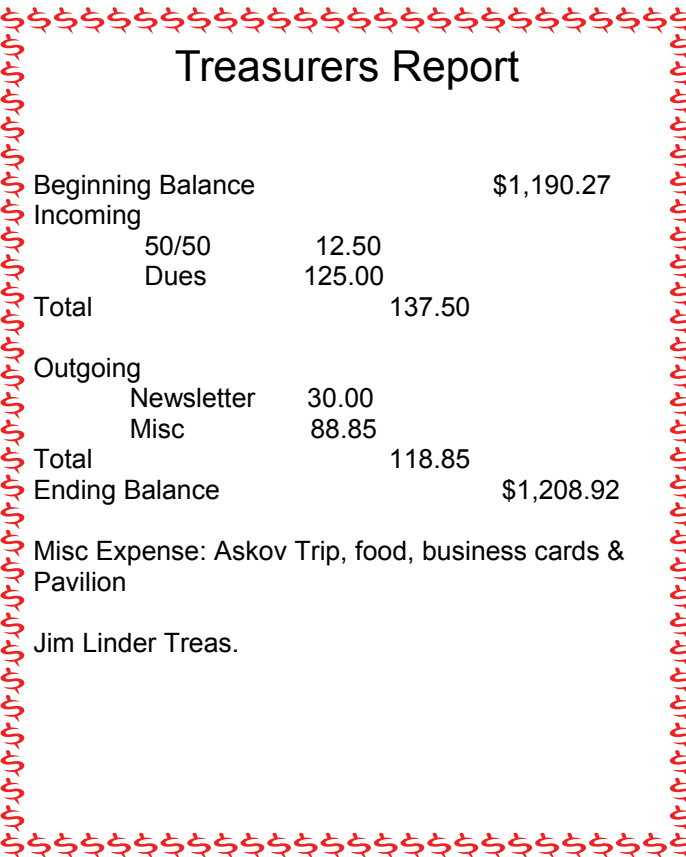 Treasurers Report
Beginning Balance $1,190.27
Incoming
50/50 12.50
Dues 125.00
Total 137.50
Outgoing
Newsletter 30.00
Misc 88.85
Total 118.85
Ending Balance $1,208.92
Misc Expense: Askov Trip, food, business cards &
Pavilion
Jim Linder Treas.